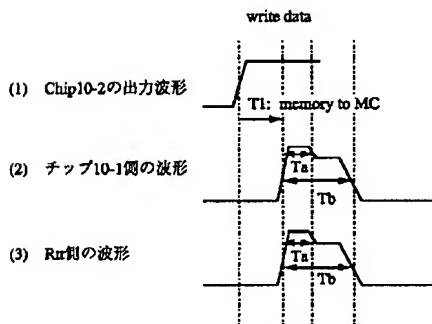 write data
(1) Chip10-2の出力波形
T1: memory to MC
(2) チップ10-1側の波形
Ta
Tb
(3) Rtt側の波形
Ta
Tb